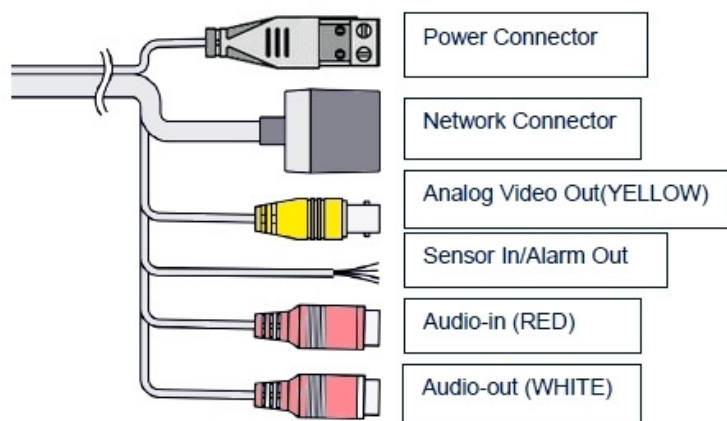 Power Connector
Network Connector
Analog Video Out(YELLOW)
Sensor In/Alarm Out
Audio-in (RED)
Audio-out (WHITE)